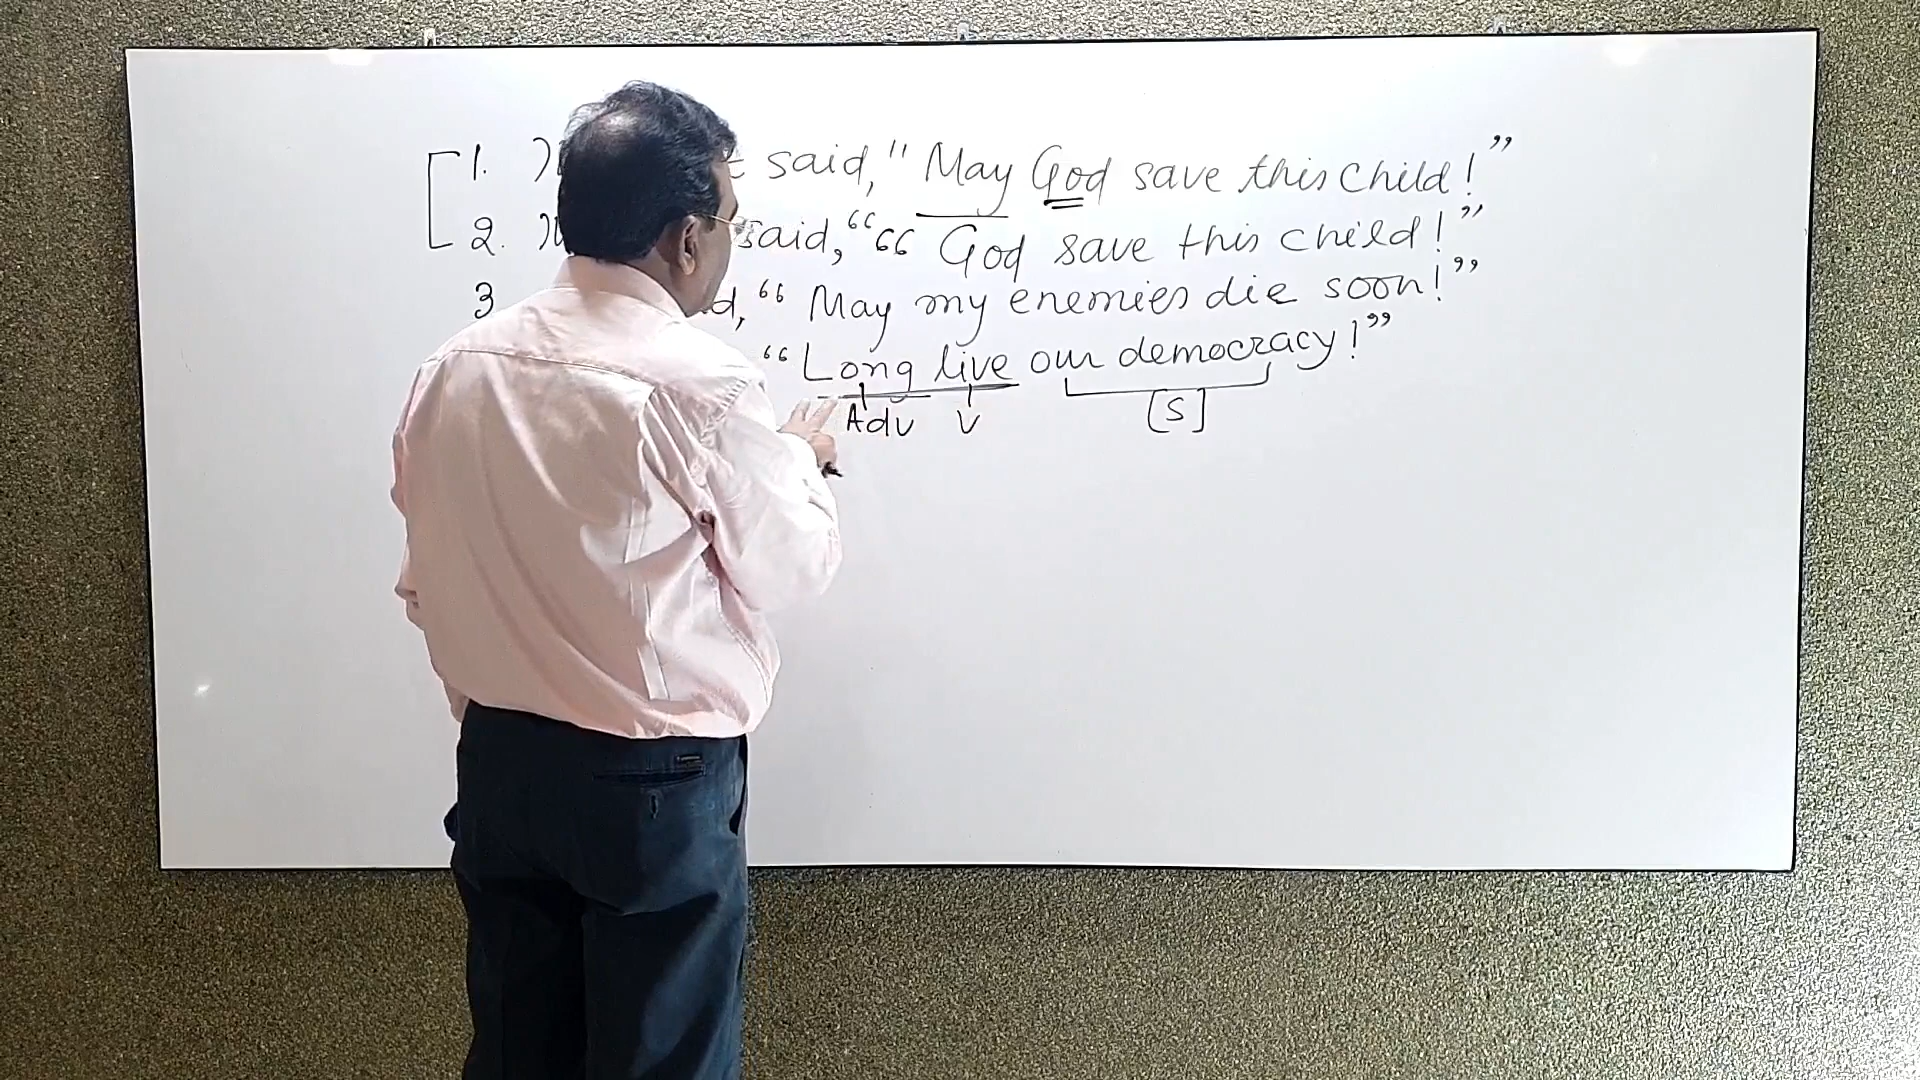 1. said," May God save this child!”
2. said,““ God save this child!”
3 “ May my enemies die soon!”
“Long live our democracy!”
Adv V [S]